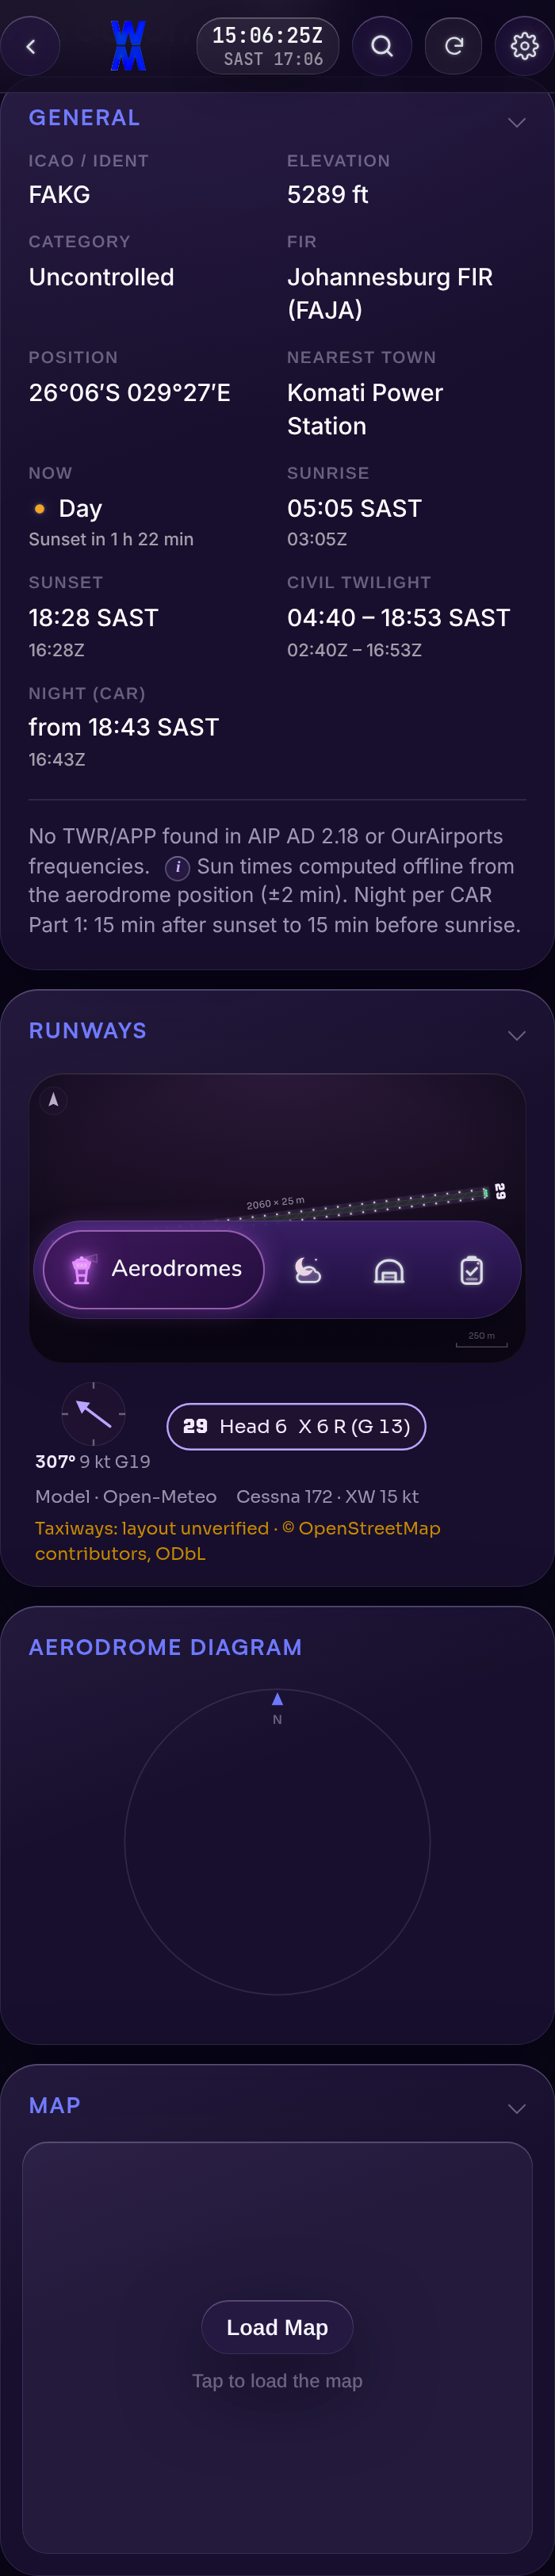 W
M
15:06:25Z
SAST 17:06
GENERAL
ICAO / IDENT
FAKG
ELEVATION
5289 ft
CATEGORY
Uncontrolled
FIR
Johannesburg FIR
(FAJA)
POSITION
26°06'S 029°27'E
NEAREST TOWN
Komati Power
Station
NOW
Day
Sunset in 1 h 22 min
SUNRISE
05:05 SAST
03:05Z
SUNSET
18:28 SAST
16:28Z
CIVIL TWILIGHT
04:40 – 18:53 SAST
02:40Z – 16:53Z
NIGHT (CAR)
from 18:43 SAST
16:43Z
No TWR/APP found in AIP AD 2.18 or OurAirports
frequencies. i Sun times computed offline from
the aerodrome position (±2 min). Night per CAR
Part 1: 15 min after sunset to 15 min before sunrise.
RUNWAYS
2060 × 25 m
29
Aerodromes
250 m
29 Head 6 X 6 R (G 13)
307° 9 kt G19
Model · Open-Meteo Cessna 172 · XW 15 kt
Taxiways: layout unverified · © OpenStreetMap
contributors, ODbL
AERODROME DIAGRAM
N
MAP
Load Map
Tap to load the map